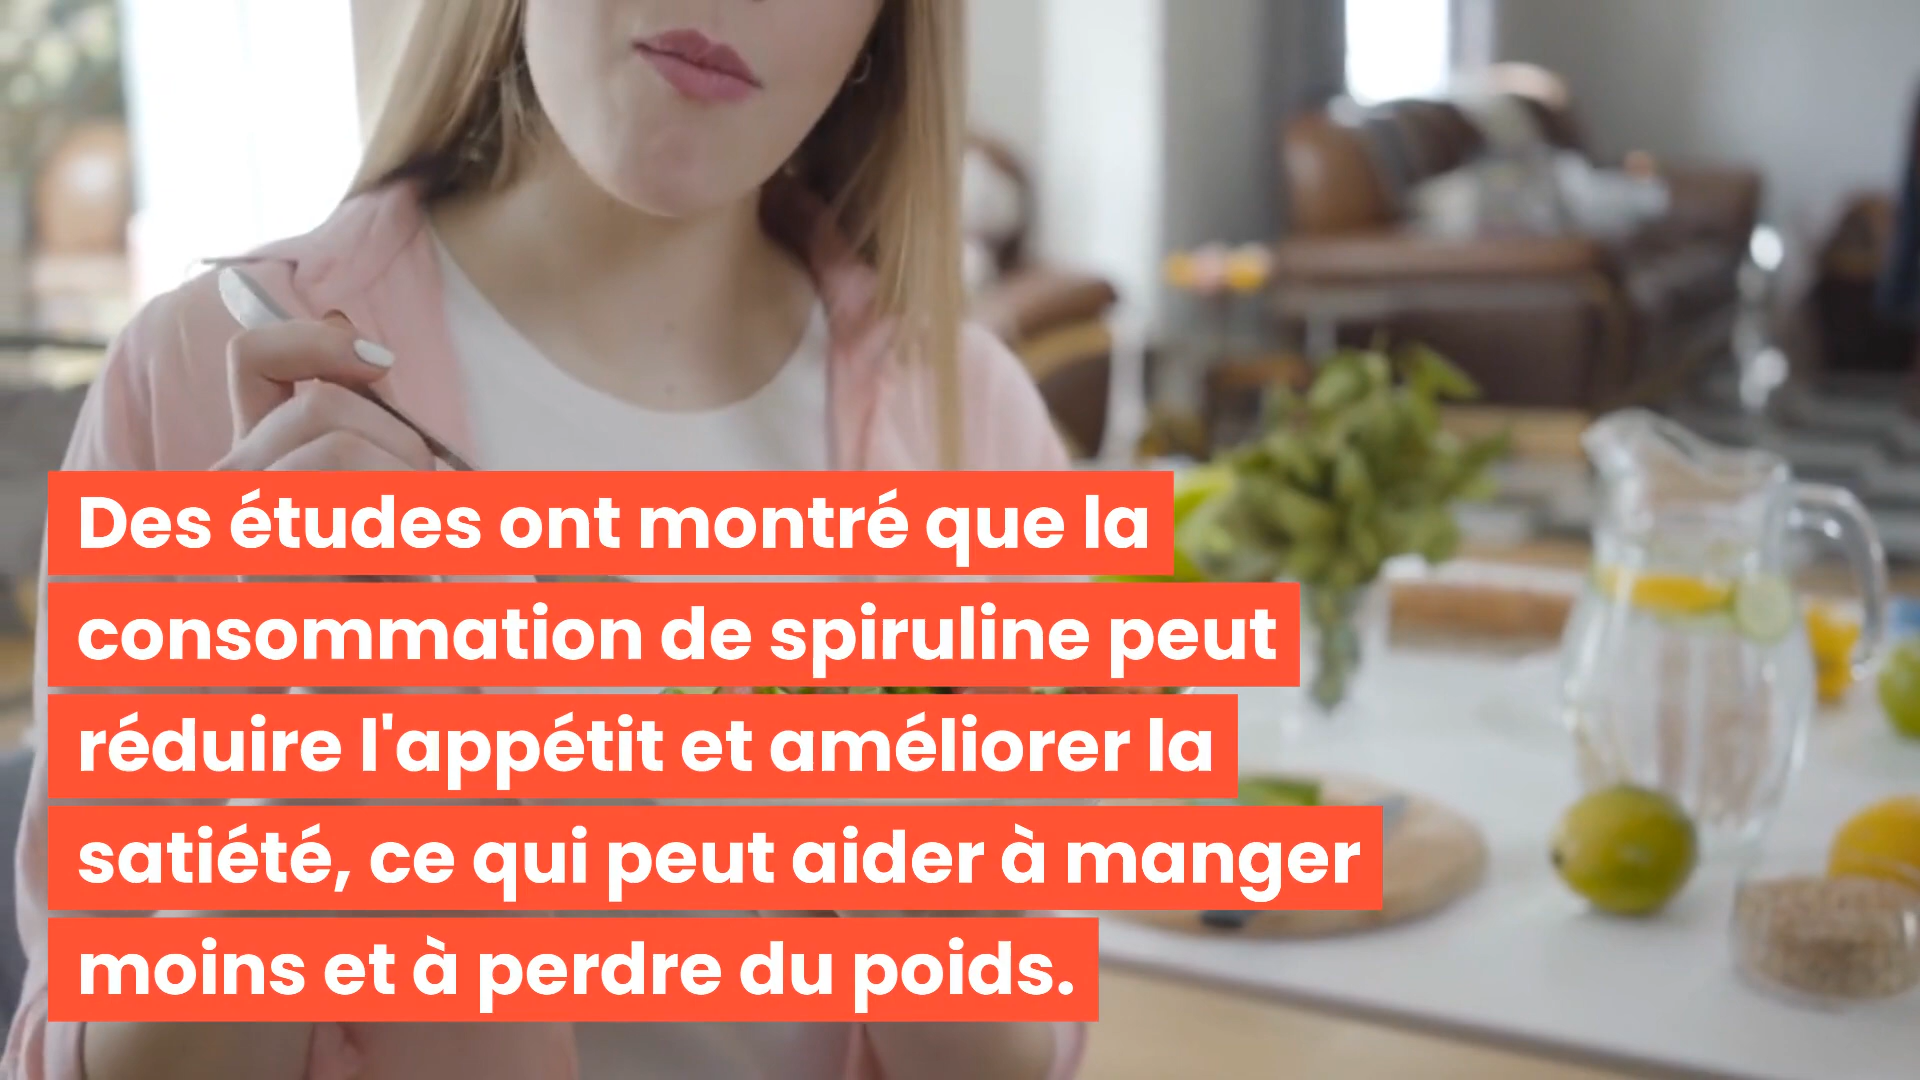 Des études ont montré que la
consommation de spiruline peut
réduire l'appétit et améliorer la
satiété, ce qui peut aider à manger
moins et à perdre du poids.